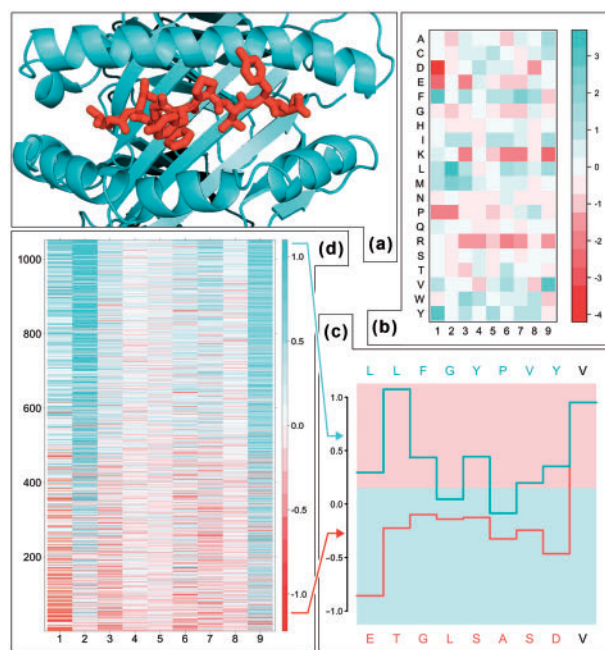 (a)
A
C
D
E
F
G
H
I
K
L
M
N
P
Q
R
S
T
V
W
Y
1 2 3 4 5 6 7 8 9
3
2
1
0
-1
-2
-3
-4
(b)
(d)
1000
800
600
400
200
1 2 3 4 5 6 7 8 9
1.0
0.5
0.0
-0.5
-1.0
(c)
L L F G Y P V Y V
1.0
0.5
0.0
-0.5
-1.0
E T G L S A S D V